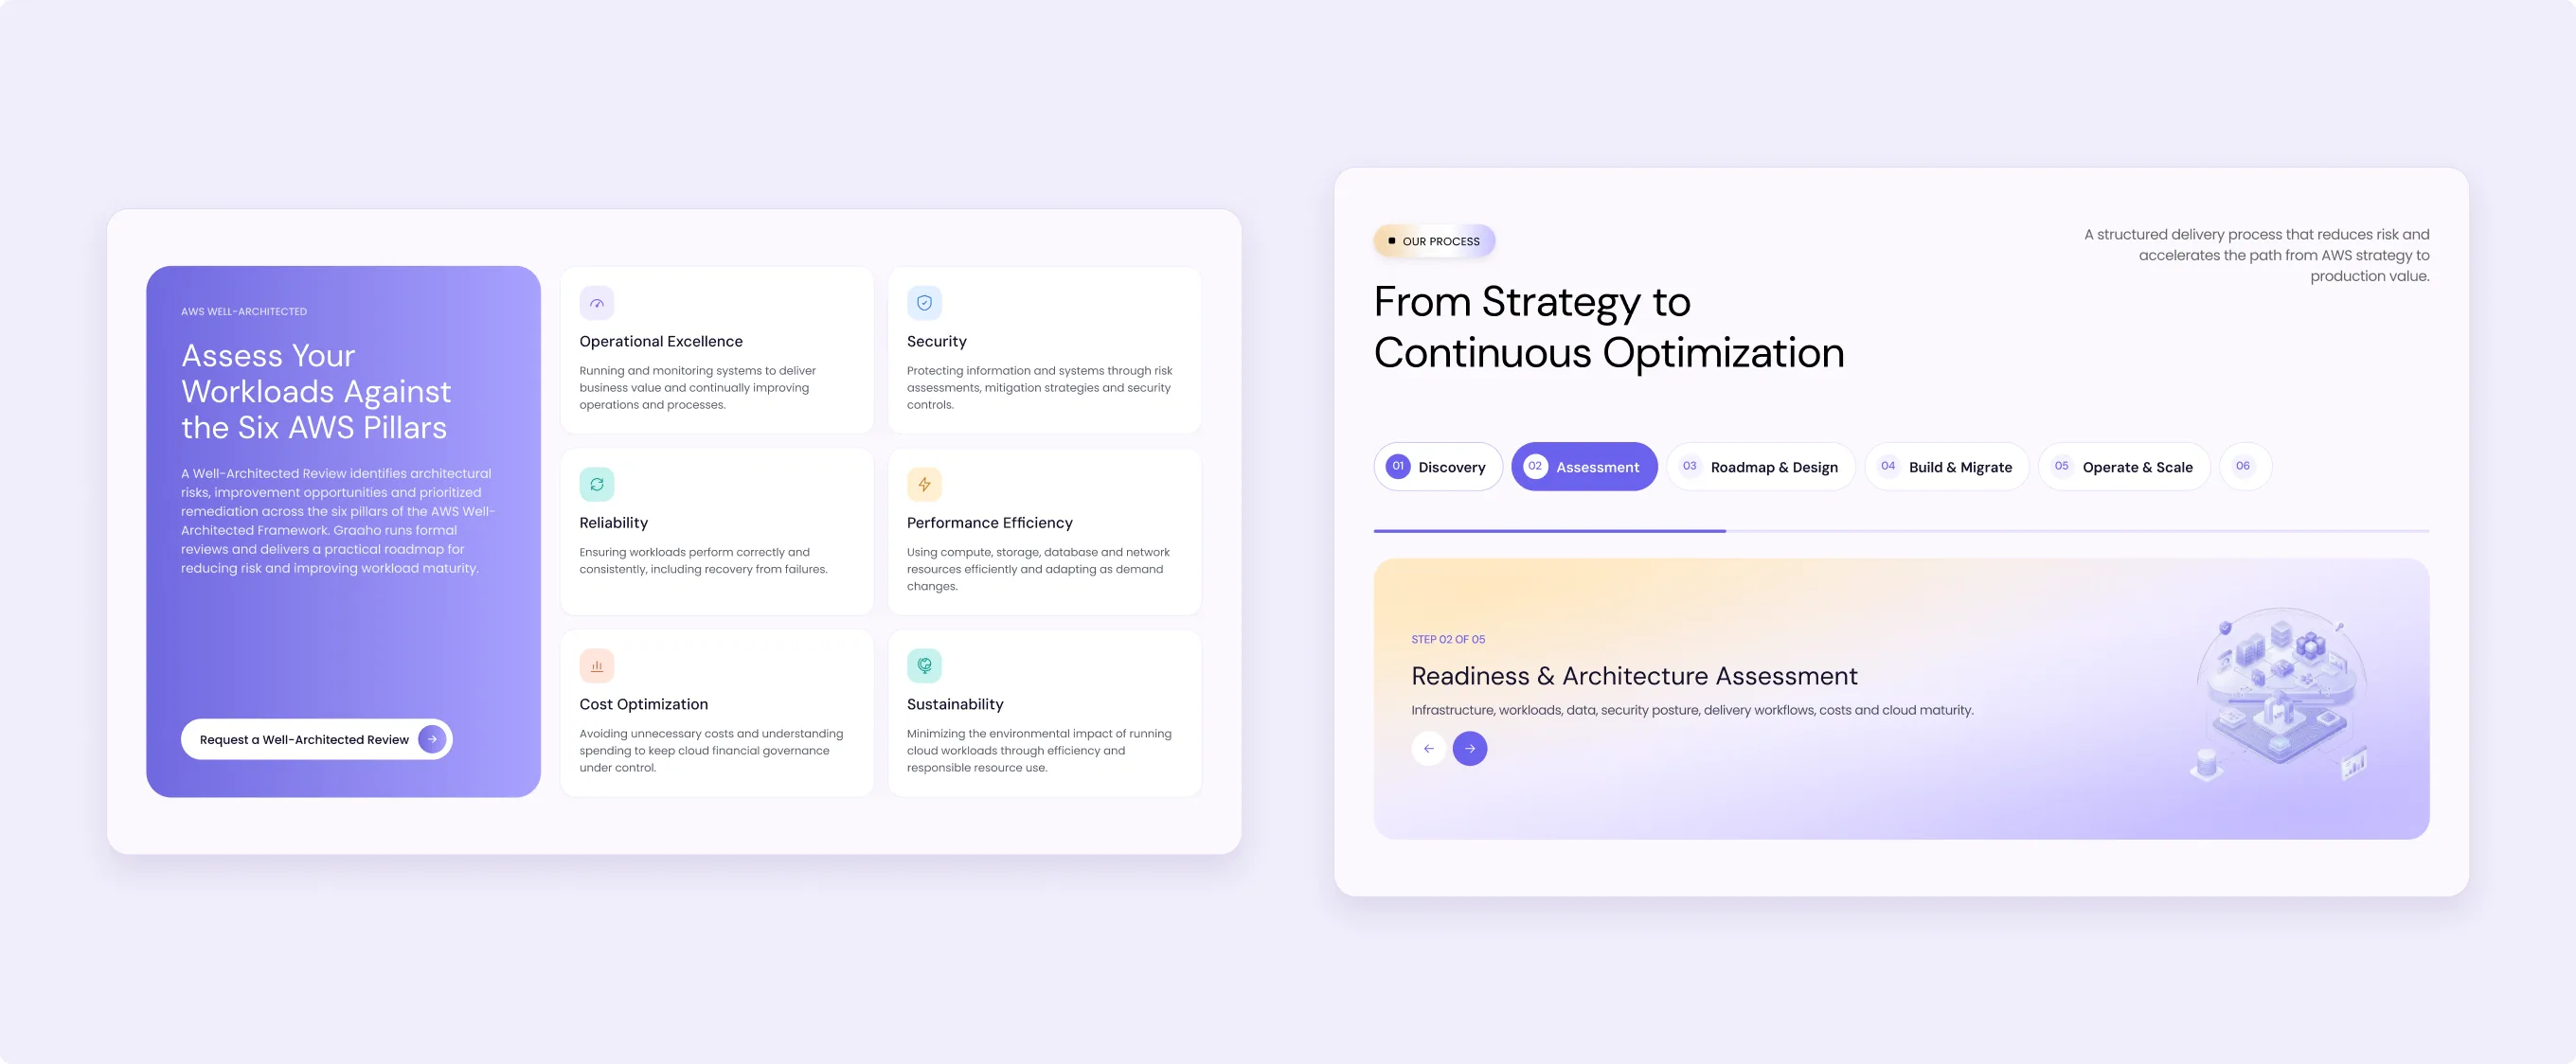 AWS WELL-ARCHITECTED
Assess Your
Workloads Against
the Six AWS Pillars
A Well-Architected Review identifies architectural
risks, improvement opportunities and prioritized
remediation across the six pillars of the AWS Well-
Architected Framework. Graaho runs formal
reviews and delivers a practical roadmap for
reducing risk and improving workload maturity.
Request a Well-Architected Review
Operational Excellence
Running and monitoring systems to deliver
business value and continually improving
operations and processes.
Security
Protecting information and systems through risk
assessments, mitigation strategies and security
controls.
Reliability
Ensuring workloads perform correctly and
consistently, including recovery from failures.
Performance Efficiency
Using compute, storage, database and network
resources efficiently and adapting as demand
changes.
Cost Optimization
Avoiding unnecessary costs and understanding
spending to keep cloud financial governance
under control.
Sustainability
Minimizing the environmental impact of running
cloud workloads through efficiency and
responsible resource use.
OUR PROCESS
From Strategy to
Continuous Optimization
A structured delivery process that reduces risk and
accelerates the path from AWS strategy to
production value.
01 Discovery
02 Assessment
03 Roadmap & Design
04 Build & Migrate
05 Operate & Scale
06
STEP 02 OF 05
Readiness & Architecture Assessment
Infrastructure, workloads, data, security posture, delivery workflows, costs and cloud maturity.